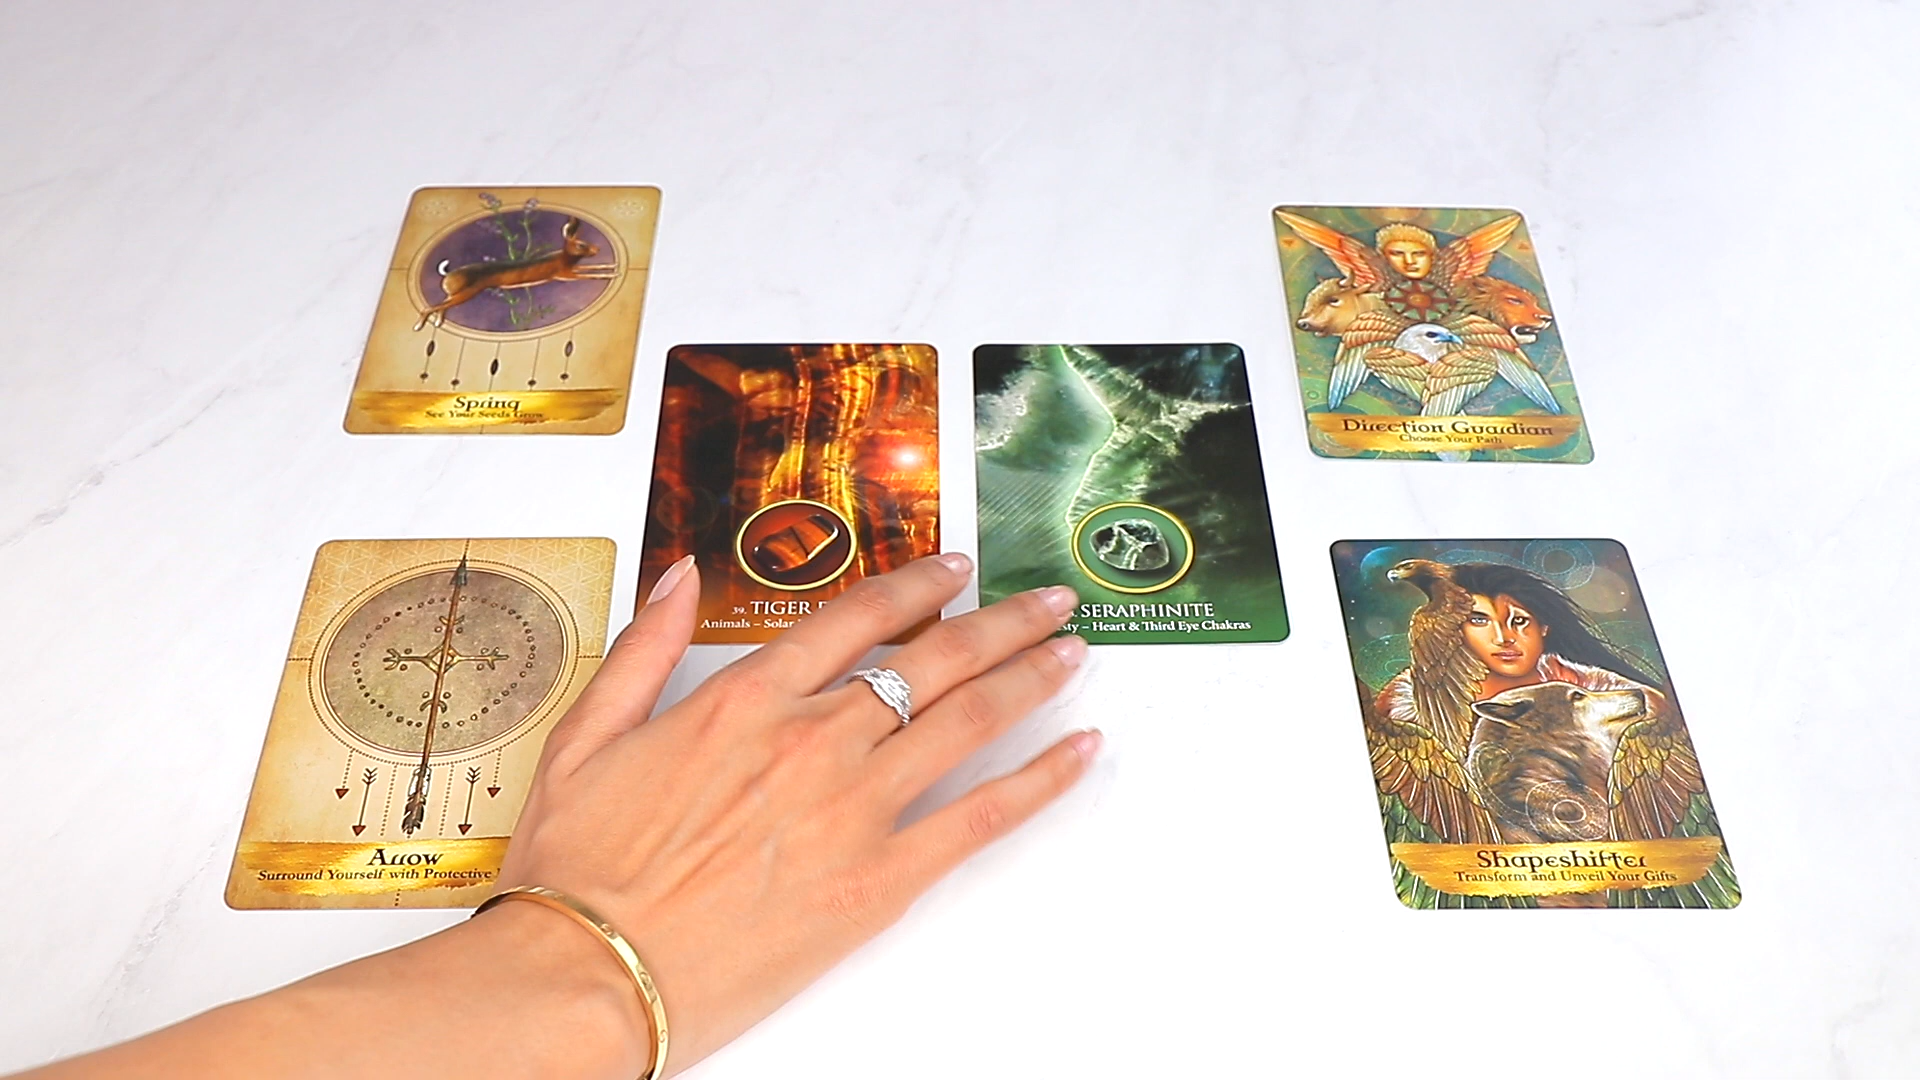 Spring
See Your Seeds Grow
Direction Guardian
Choose Your Path
39. TIGER
Animals – Solar
SERAPHINITE
– Heart & Third Eye Chakras
Arrow
Surround Yourself with Protective
Shapeshifter
Transform and Unveil Your Gifts